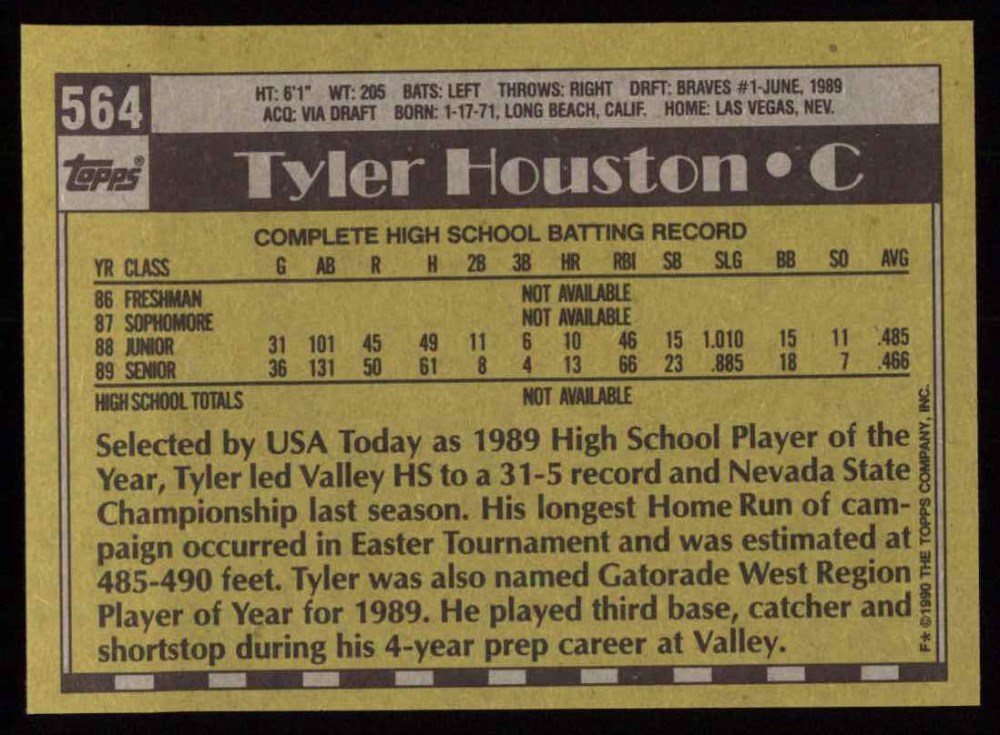 564
HT: 6'1" WT: 205 BATS: LEFT THROWS: RIGHT DRFT: BRAVES #1-JUNE, 1989
ACQ: VIA DRAFT BORN: 1-17-71, LONG BEACH, CALIF. HOME: LAS VEGAS, NEV.
Topps®
Tyler Houston • C
COMPLETE HIGH SCHOOL BATTING RECORD
YR CLASS G AB R H 2B 3B HR RBI SB SLG BB SO AVG
86 FRESHMAN NOT AVAILABLE
87 SOPHOMORE NOT AVAILABLE
88 JUNIOR 31 101 45 49 11 6 10 46 15 1.010 15 11 .485
89 SENIOR 36 131 50 61 8 4 13 66 23 .885 18 7 .466
HIGH SCHOOL TOTALS NOT AVAILABLE
Selected by USA Today as 1989 High School Player of the
Year, Tyler led Valley HS to a 31-5 record and Nevada State
Championship last season. His longest Home Run of cam-
paign occurred in Easter Tournament and was estimated at
485-490 feet. Tyler was also named Gatorade West Region
Player of Year for 1989. He played third base, catcher and
shortstop during his 4-year prep career at Valley.
F* ©1990 THE TOPPS COMPANY, INC.